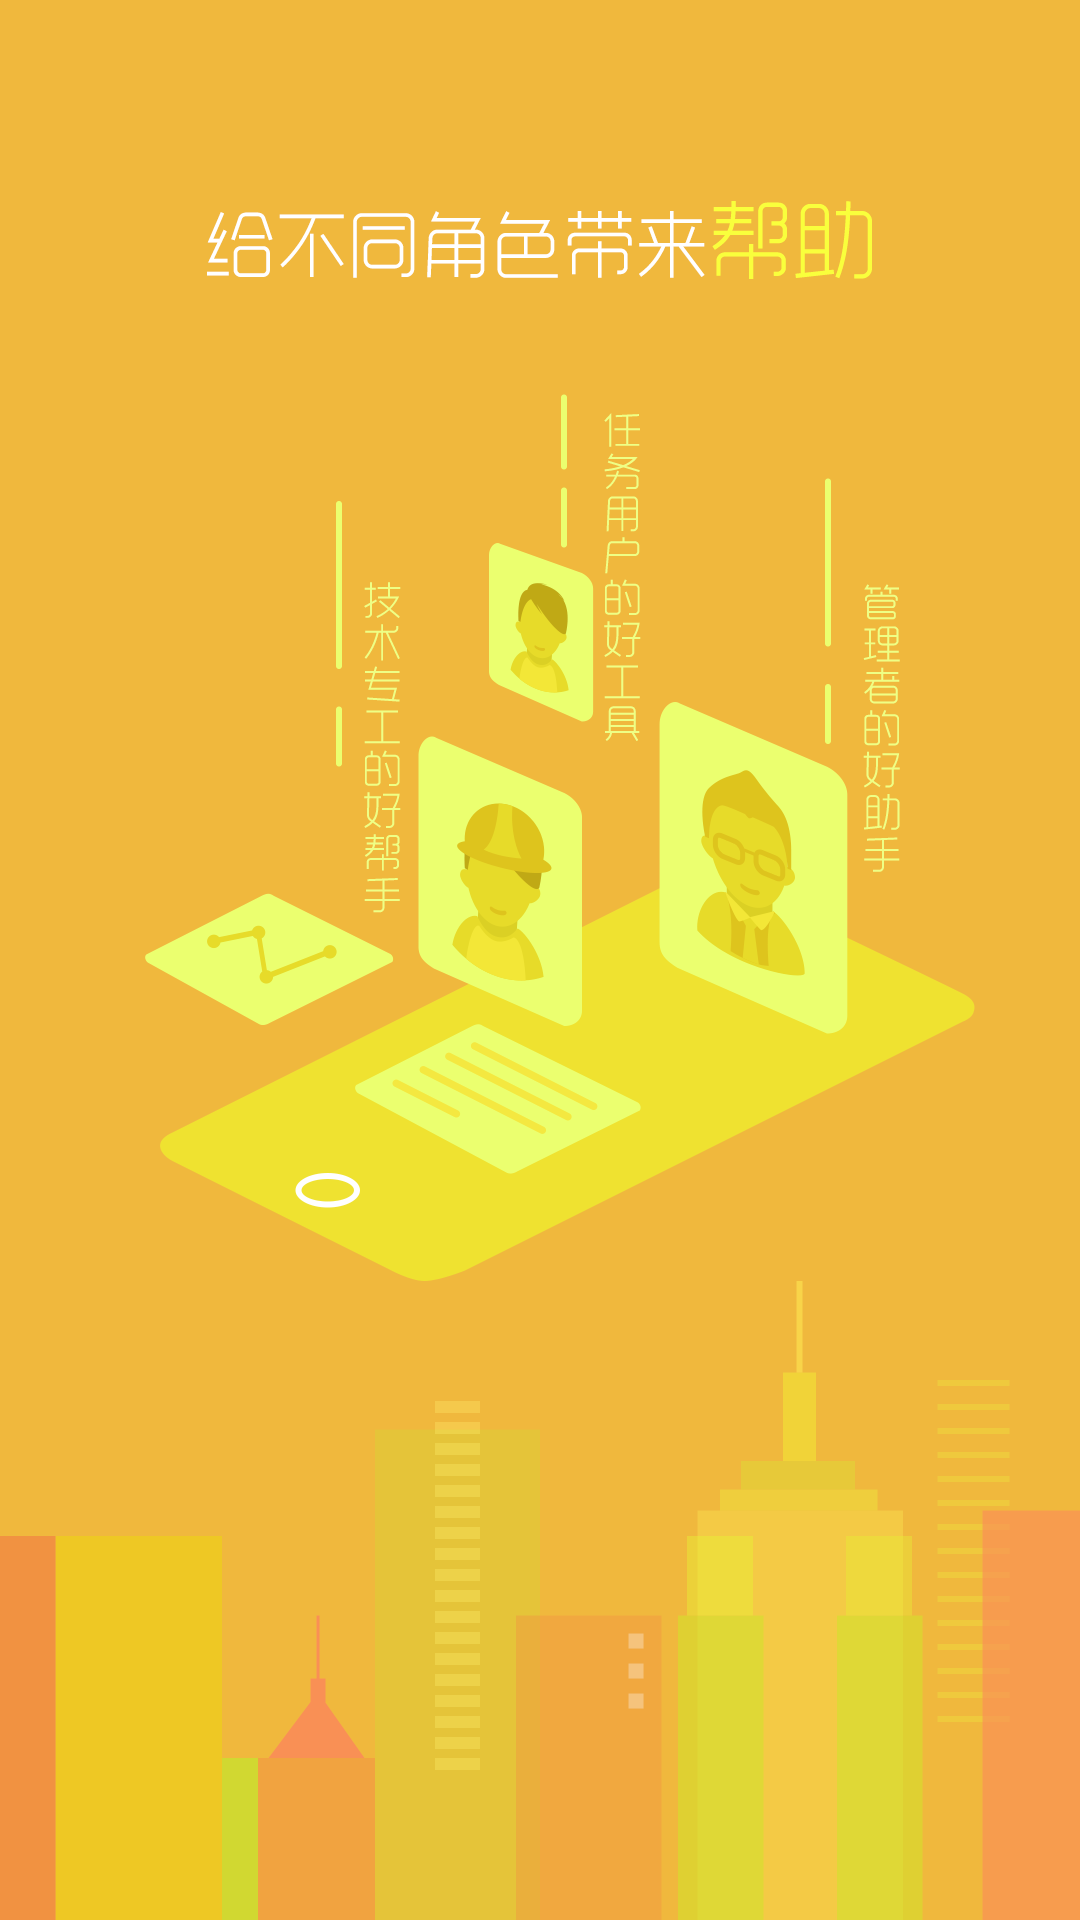 给不同角色带来帮助
任务用户的好工具
技术专工的好帮手
管理者的好助手